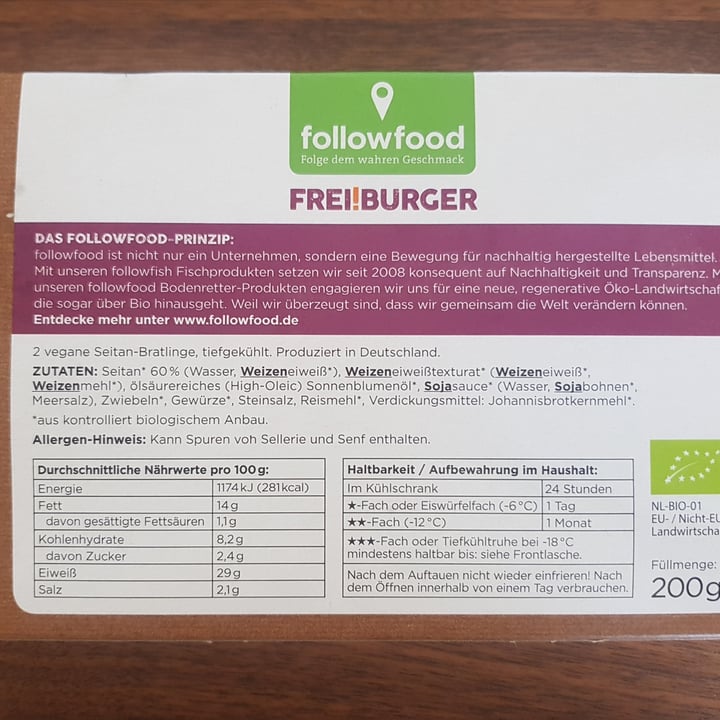 followfood
Folge dem wahren Geschmack
FREI!BURGER
DAS FOLLOWFOOD-PRINZIP:
followfood ist nicht nur ein Unternehmen, sondern eine Bewegung für nachhaltig hergestellte Lebensmittel.
Mit unseren followfish Fischprodukten setzen wir seit 2008 konsequent auf Nachhaltigkeit und Transparenz. M
unseren followfood Bodenretter-Produkten engagieren wir uns für eine neue, regenerative Öko-Landwirtschaf
die sogar über Bio hinausgeht. Weil wir überzeugt sind, dass wir gemeinsam die Welt verändern können.
Entdecke mehr unter www.followfood.de
2 vegane Seitan-Bratlinge, tiefgekühlt. Produziert in Deutschland.
ZUTATEN: Seitan* 60% (Wasser, Weizeneiweiß*), Weizeneiweißtexturat* (Weizeneiweiß*,
Weizenmehl*), ölsäurereiches (High-Oleic) Sonnenblumenöl*, Sojasauce* (Wasser, Sojabohnen*,
Meersalz), Zwiebeln*, Gewürze*, Steinsalz, Reismehl*, Verdickungsmittel: Johannisbrotkernmehl*.
*aus kontrolliert biologischem Anbau.
Allergen-Hinweis: Kann Spuren von Sellerie und Senf enthalten.
Durchschnittliche Nährwerte pro 100g:
Energie 1174 kJ (281kcal)
Fett 14g
davon gesättigte Fettsäuren 1,1g
Kohlenhydrate 8,2g
davon Zucker 2,4g
Eiweiß 29g
Salz 2,1g
Haltbarkeit / Aufbewahrung im Haushalt:
Im Kühlschrank 24 Stunden
★-Fach oder Eiswürfelfach (-6°C) 1 Tag
★★-Fach (-12°C) 1 Monat
★★★-Fach oder Tiefkühltruhe bei -18°C
mindestens haltbar bis: siehe Frontlasche.
Nach dem Auftauen nicht wieder einfrieren! Nach
dem Öffnen innerhalb von einem Tag verbrauchen.
NL-BIO-01
EU- / Nicht-EU
Landwirtscha
Füllmenge:
200g